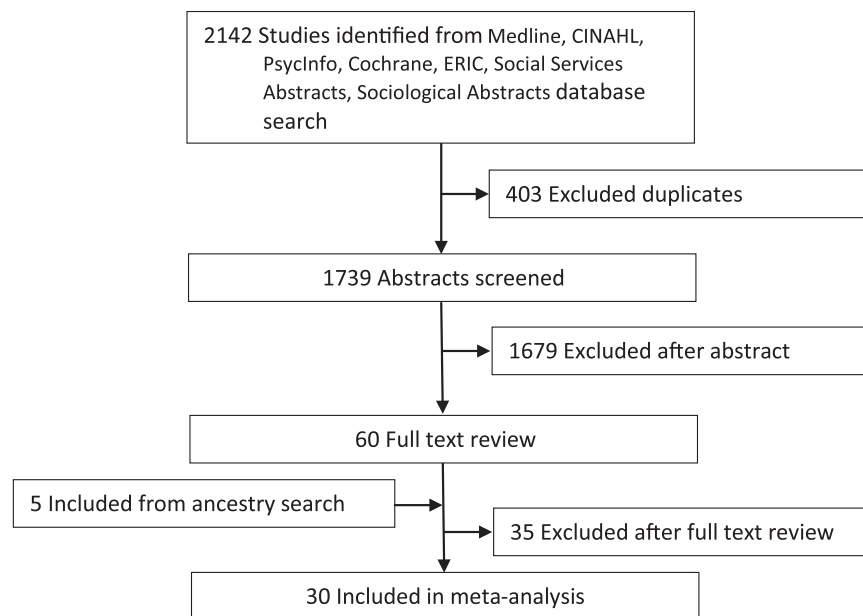 2142 Studies identified from Medline, CINAHL,
PsycInfo, Cochrane, ERIC, Social Services
Abstracts, Sociological Abstracts database
search
403 Excluded duplicates
1739 Abstracts screened
1679 Excluded after abstract
60 Full text review
5 Included from ancestry search
35 Excluded after full text review
30 Included in meta-analysis